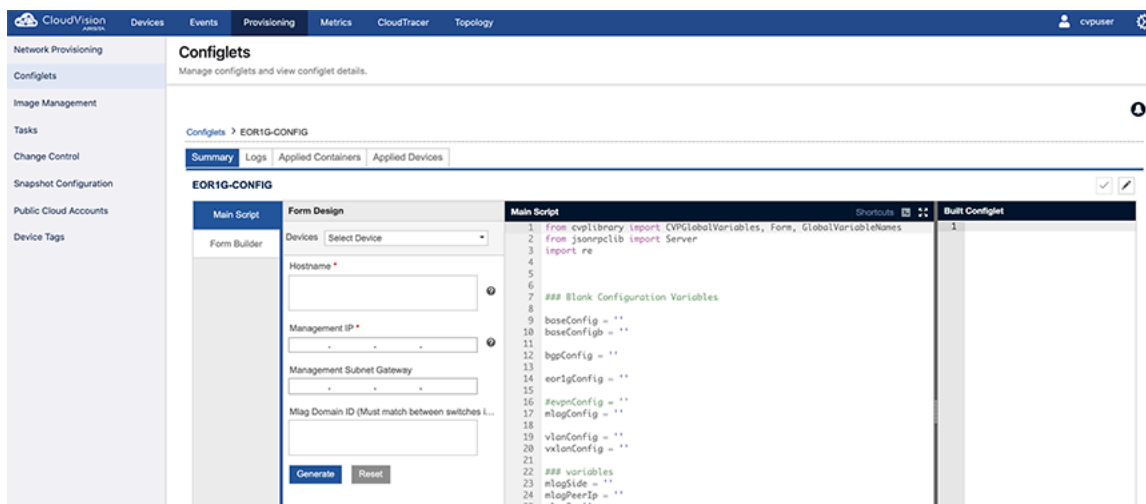 CloudVision
ARISTA
Devices
Events
Provisioning
Metrics
CloudTracer
Topology
cvpuser
Network Provisioning
Configlets
Image Management
Tasks
Change Control
Snapshot Configuration
Public Cloud Accounts
Device Tags
Configlets
Manage configlets and view configlet details.
Configlets > EOR1G-CONFIG
Summary
Logs
Applied Containers
Applied Devices
EOR1G-CONFIG
Main Script
Form Builder
Form Design
Devices
Select Device
Hostname *
Management IP *
Management Subnet Gateway
Mlag Domain ID (Must match between switches i...
Generate
Reset
Main Script
Shortcuts
1 from cvplibrary import CVPGlobalVariables, Form, GlobalVariableNames
2 from jsonrpclib import Server
3 import re
4
5
6
7 ### Blank Configuration Variables
8
9 baseConfig = ''
10 baseConfigb = ''
11
12 bgpConfig = ''
13
14 eor1gConfig = ''
15
16 #evpnConfig = ''
17 mlagConfig = ''
18
19 vlanConfig = ''
20 vxlanConfig = ''
21
22 ### variables
23 mlagSide = ''
24 mlagPeerIp = ''
Built Configlet
1